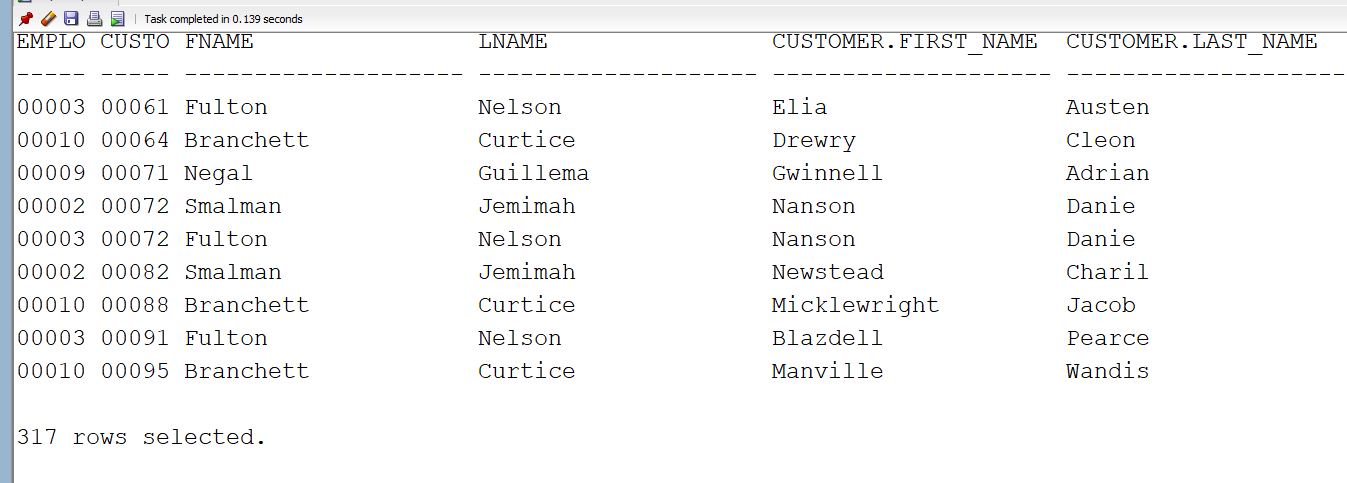 Task completed in 0.139 seconds
EMPLO CUSTO FNAME LNAME CUSTOMER.FIRST_NAME CUSTOMER.LAST_NAME
----- ----- -------------------- -------------------- -------------------- --------------------
00003 00061 Fulton Nelson Elia Austen
00010 00064 Branchett Curtice Drewry Cleon
00009 00071 Negal Guillema Gwinnell Adrian
00002 00072 Smalman Jemimah Nanson Danie
00003 00072 Fulton Nelson Nanson Danie
00002 00082 Smalman Jemimah Newstead Charil
00010 00088 Branchett Curtice Micklewright Jacob
00003 00091 Fulton Nelson Blazdell Pearce
00010 00095 Branchett Curtice Manville Wandis
317 rows selected.